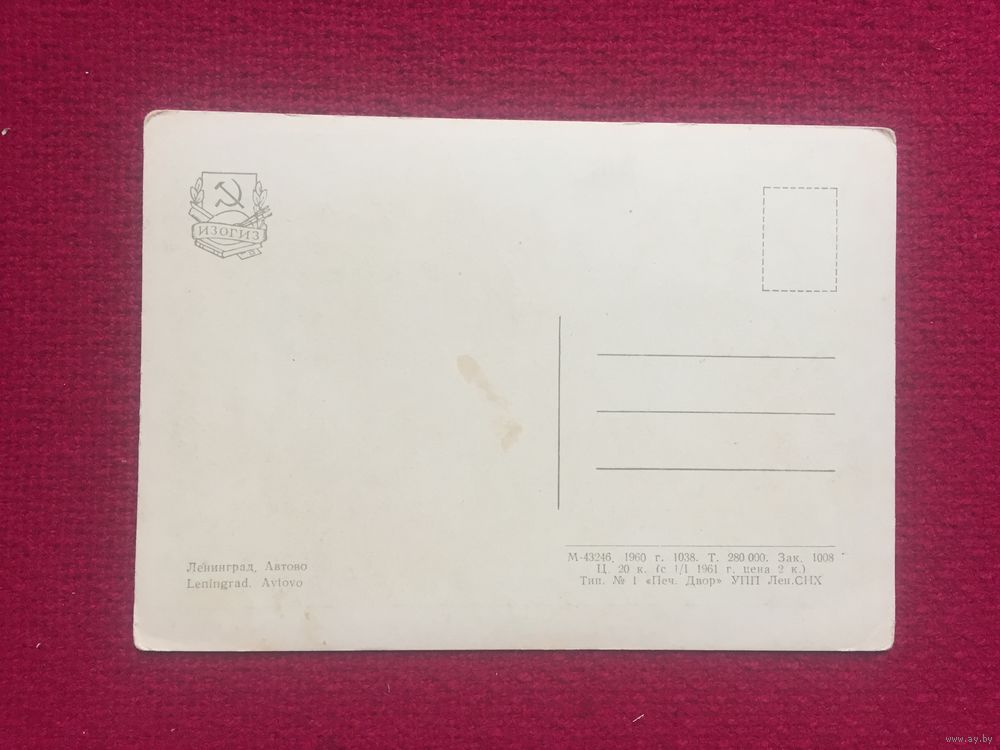 ИЗОГИЗ
Ленинград, Автово
Leningrad. Avtovo
М-43246, 1960 г. 1038. Т. 280 000. Зак. 1008
Ц. 20 к. (с 1/I 1961 г. цена 2 к.)
Тип. № 1 «Печ. Двор» УПП Лен.СНХ
www.ay.by